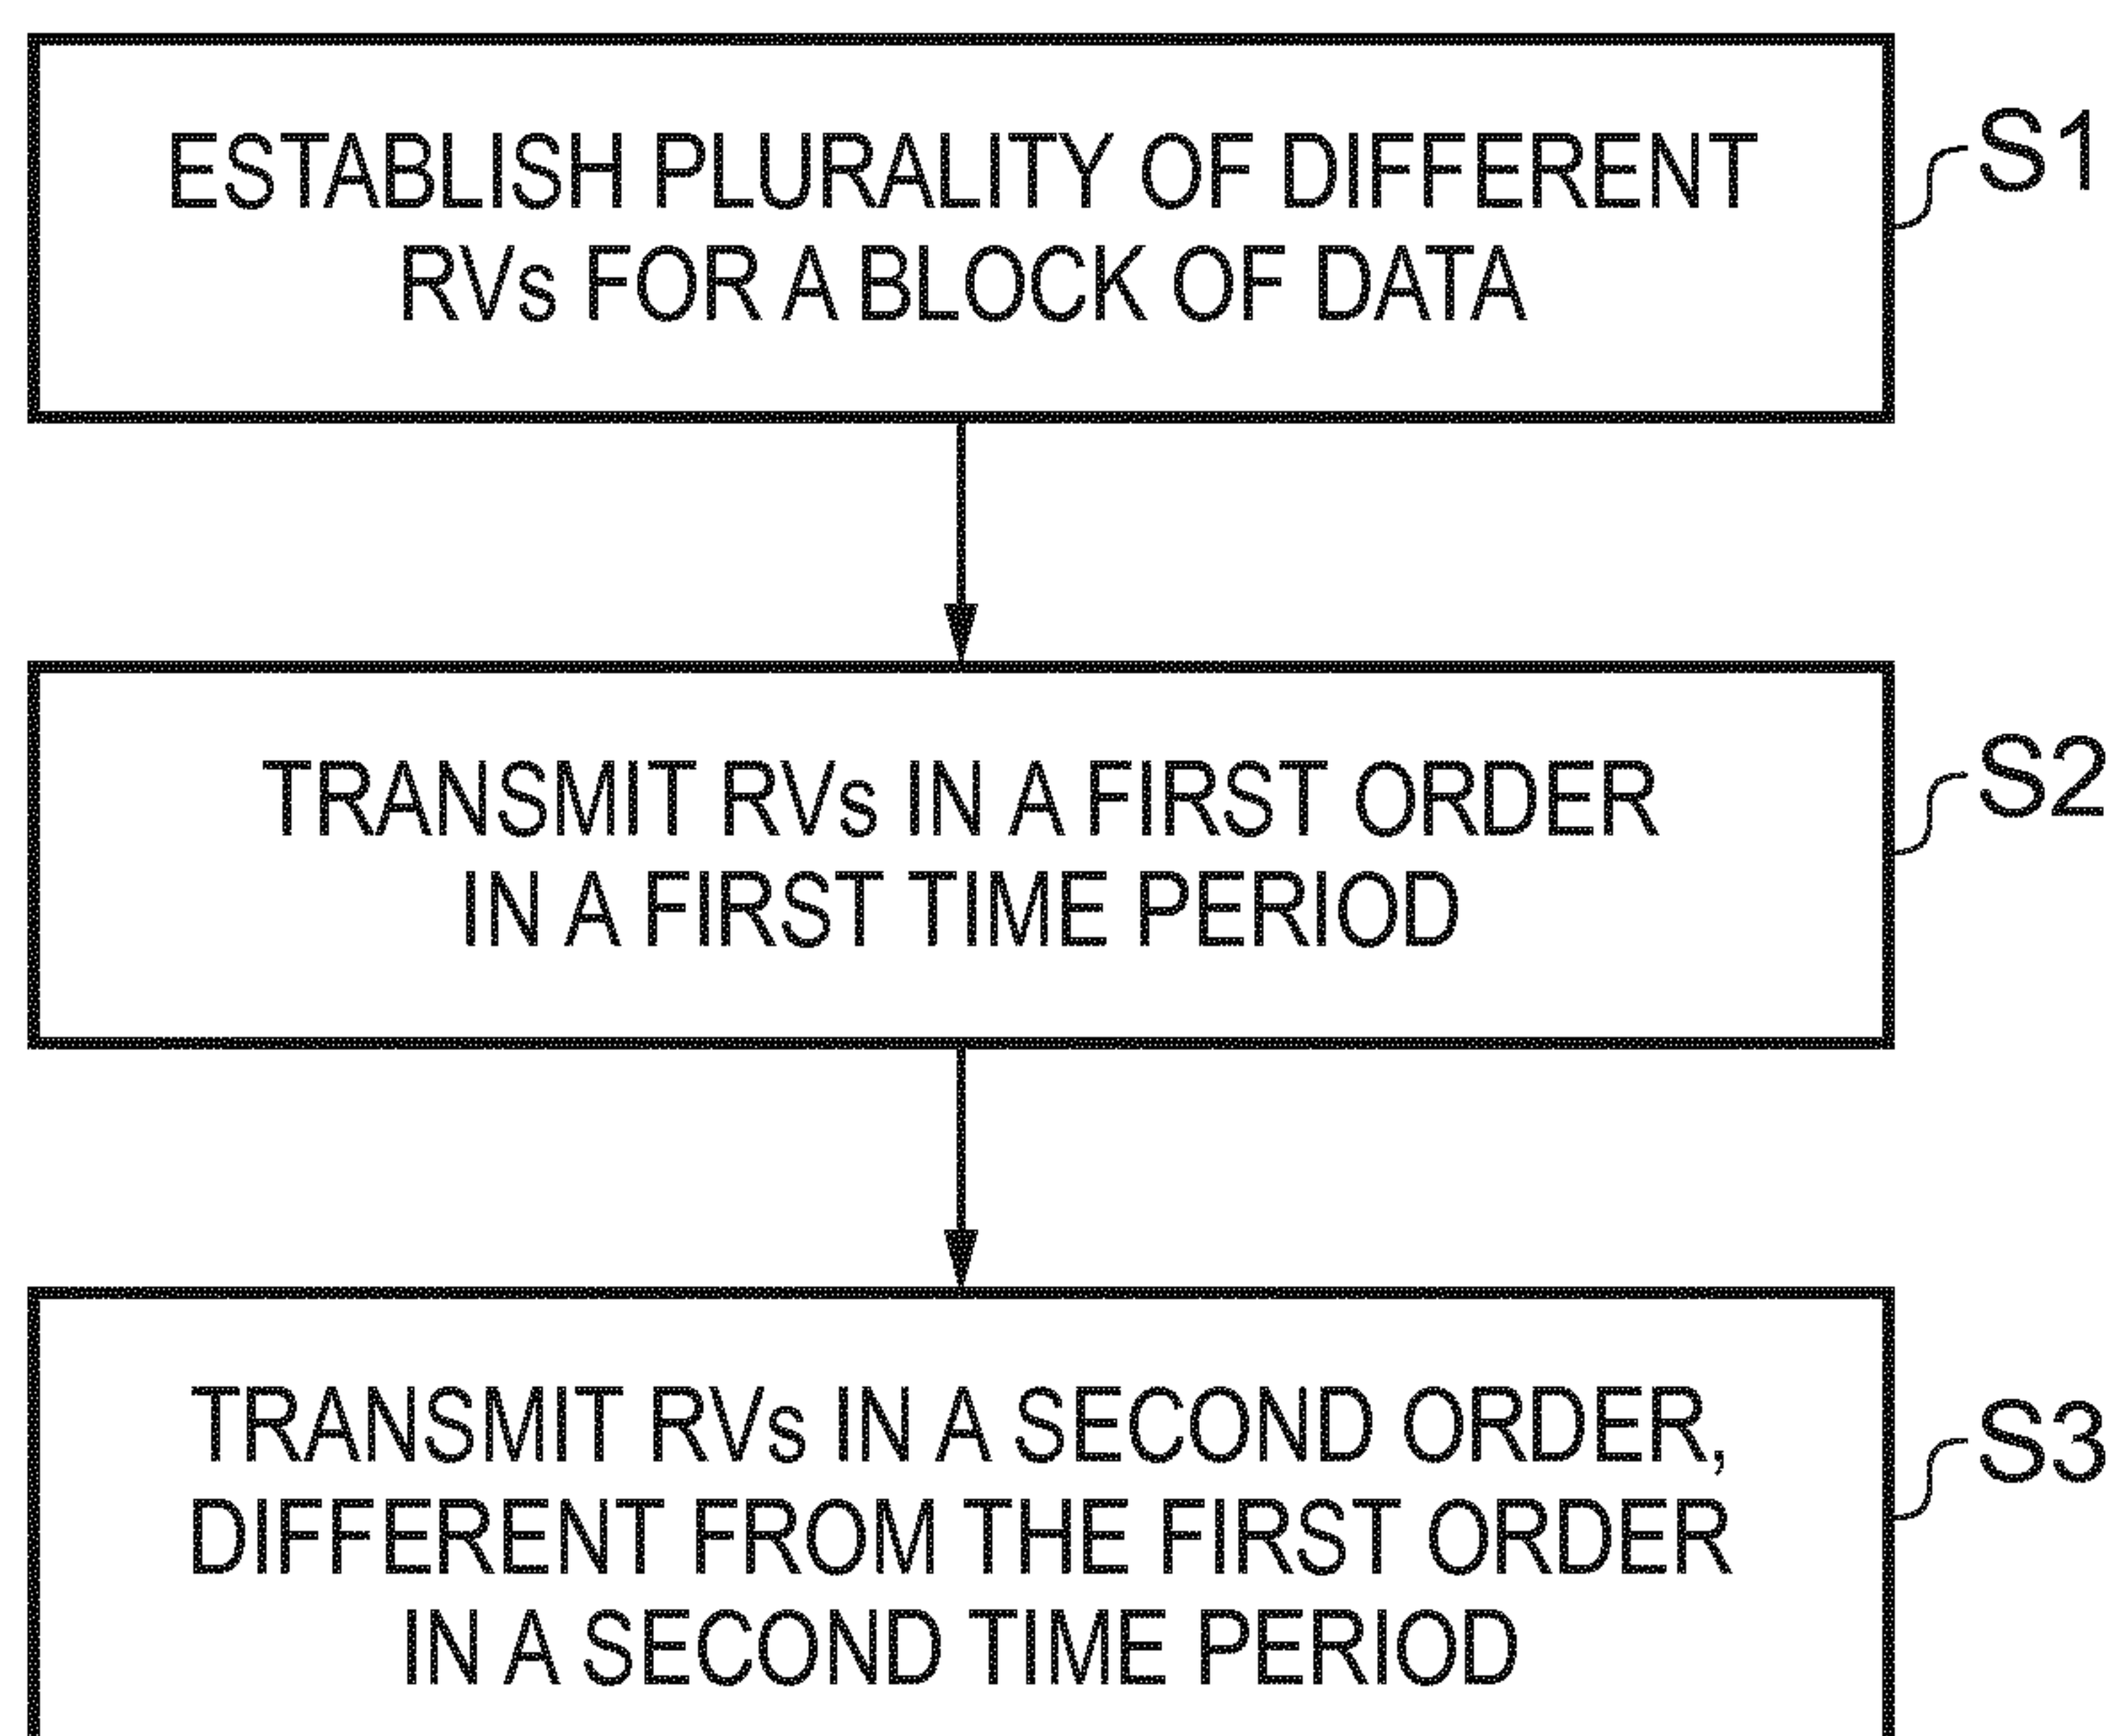 ESTABLISH PLURALITY OF DIFFERENT
RVs FOR A BLOCK OF DATA
S1
TRANSMIT RVs IN A FIRST ORDER
IN A FIRST TIME PERIOD
S2
TRANSMIT RVs IN A SECOND ORDER,
DIFFERENT FROM THE FIRST ORDER
IN A SECOND TIME PERIOD
S3